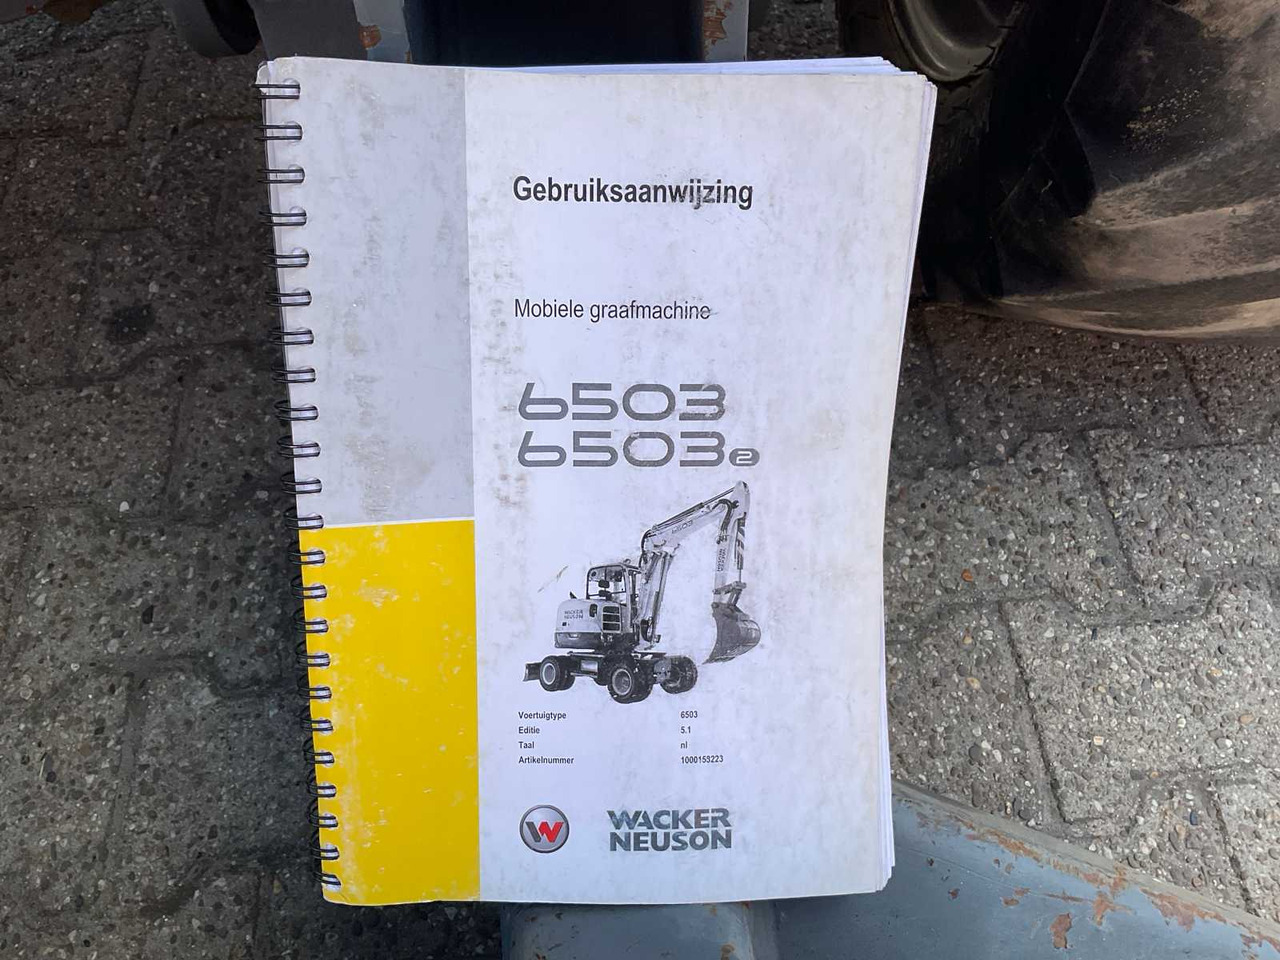 Gebruiksaanwijzing
Mobiele graafmachine
6503
6503 2
6503
WACKER
NEUSON
Voertuigtype 6503
Editie 5.1
Taal nl
Artikelnummer 1000153223
WACKER
NEUSON